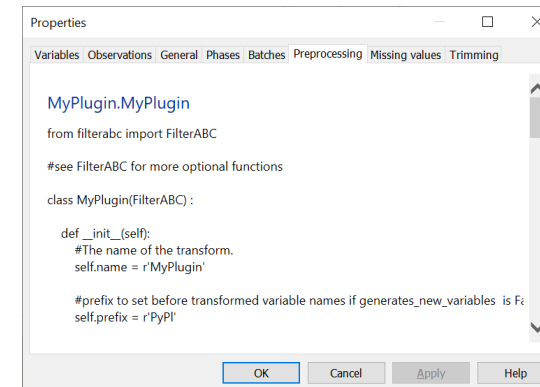 Properties
Variables Observations General Phases Batches Preprocessing Missing values Trimming
MyPlugin.MyPlugin
from filterabc import FilterABC
#see FilterABC for more optional functions
class MyPlugin(FilterABC) :
def __init__(self):
#The name of the transform.
self.name = r'MyPlugin'
#prefix to set before transformed variable names if generates_new_variables is
self.prefix = r'PyPl'
OK Cancel Apply Help